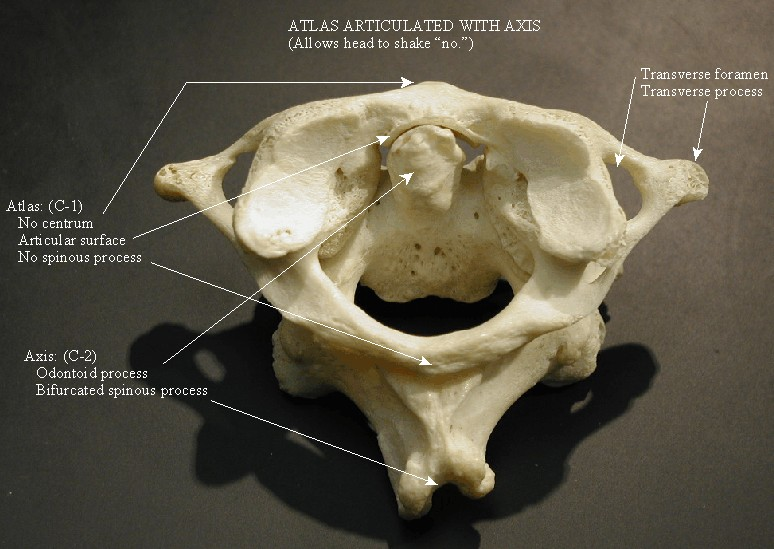 ATLAS ARTICULATED WITH AXIS
(Allows head to shake “no.”)
Transverse foramen
Transverse process
Atlas: (C-1)
No centrum
Articular surface
No spinous process
Axis: (C-2)
Odontoid process
Bifurcated spinous process